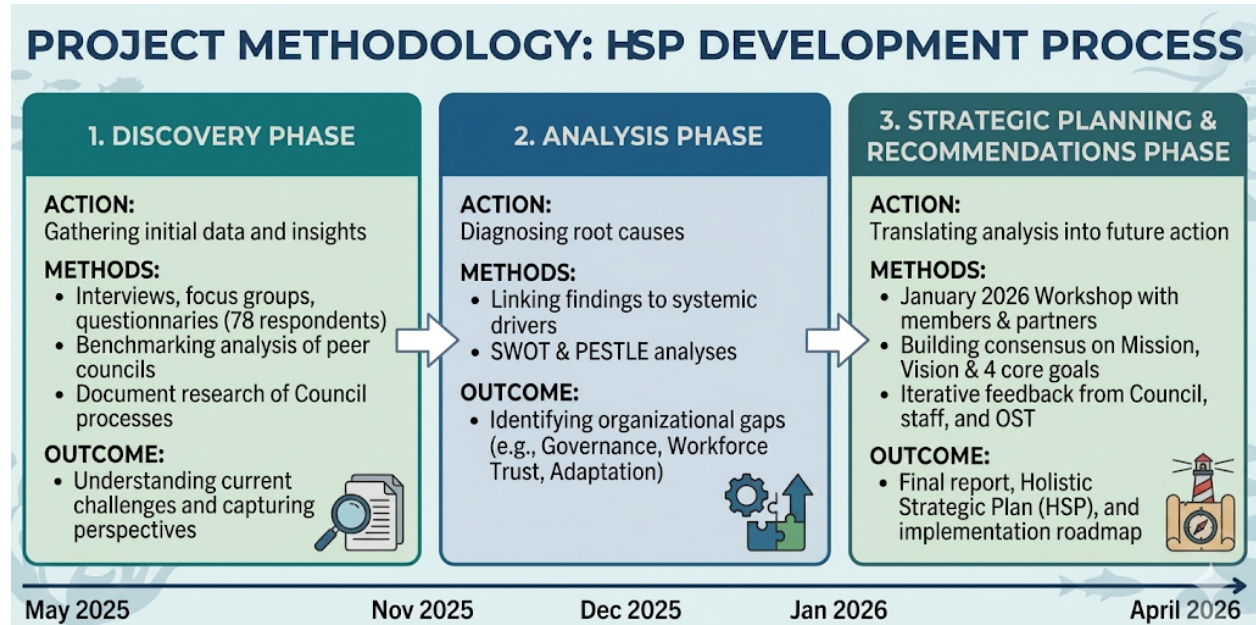 PROJECT METHODOLOGY: HSP DEVELOPMENT PROCESS
1. DISCOVERY PHASE
ACTION:
Gathering initial data and insights
METHODS:
• Interviews, focus groups,
questionnaries (78 respondents)
• Benchmarking analysis of peer
councils
• Document research of Council
processes
OUTCOME:
• Understanding current
challenges and capturing
perspectives
2. ANALYSIS PHASE
ACTION:
Diagnosing root causes
METHODS:
• Linking findings to systemic
drivers
• SWOT & PESTLE analyses
OUTCOME:
• Identifying organizational gaps
(e.g., Governance, Workforce
Trust, Adaptation)
3. STRATEGIC PLANNING &
RECOMMENDATIONS PHASE
ACTION:
Translating analysis into future action
METHODS:
• January 2026 Workshop with
members & partners
• Building consensus on Mission,
Vision & 4 core goals
• Iterative feedback from Council,
staff, and OST
OUTCOME:
• Final report, Holistic
Strategic Plan (HSP), and
implementation roadmap
May 2025
Nov 2025
Dec 2025
Jan 2026
April 2026